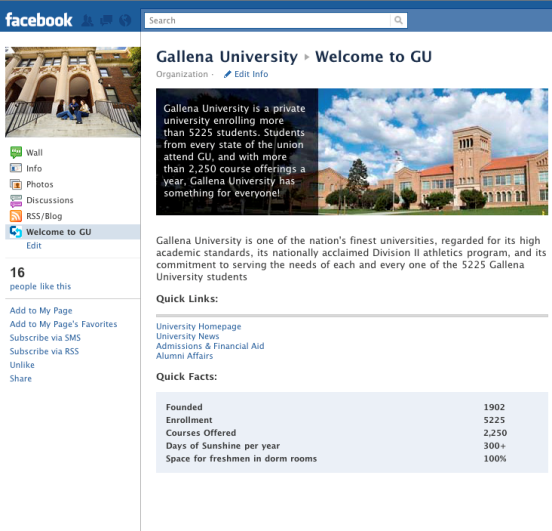 facebook
Search
Gallena University ▸ Welcome to GU
Organization · Edit Info
Gallena University is a private
university enrolling more
than 5225 students. Students
from every state of the union
attend GU, and with more
than 2,250 course offerings a
year, Gallena University has
something for everyone!
Wall
Info
Photos
Discussions
RSS/Blog
Welcome to GU
Edit
16
people like this
Add to My Page
Add to My Page's Favorites
Subscribe via SMS
Subscribe via RSS
Unlike
Share
Gallena University is one of the nation's finest universities, regarded for its high
academic standards, its nationally acclaimed Division II athletics program, and its
commitment to serving the needs of each and every one of the 5225 Gallena
University students
Quick Links:
University Homepage
University News
Admissions & Financial Aid
Alumni Affairs
Quick Facts:
Founded 1902
Enrollment 5225
Courses Offered 2,250
Days of Sunshine per year 300+
Space for freshmen in dorm rooms 100%